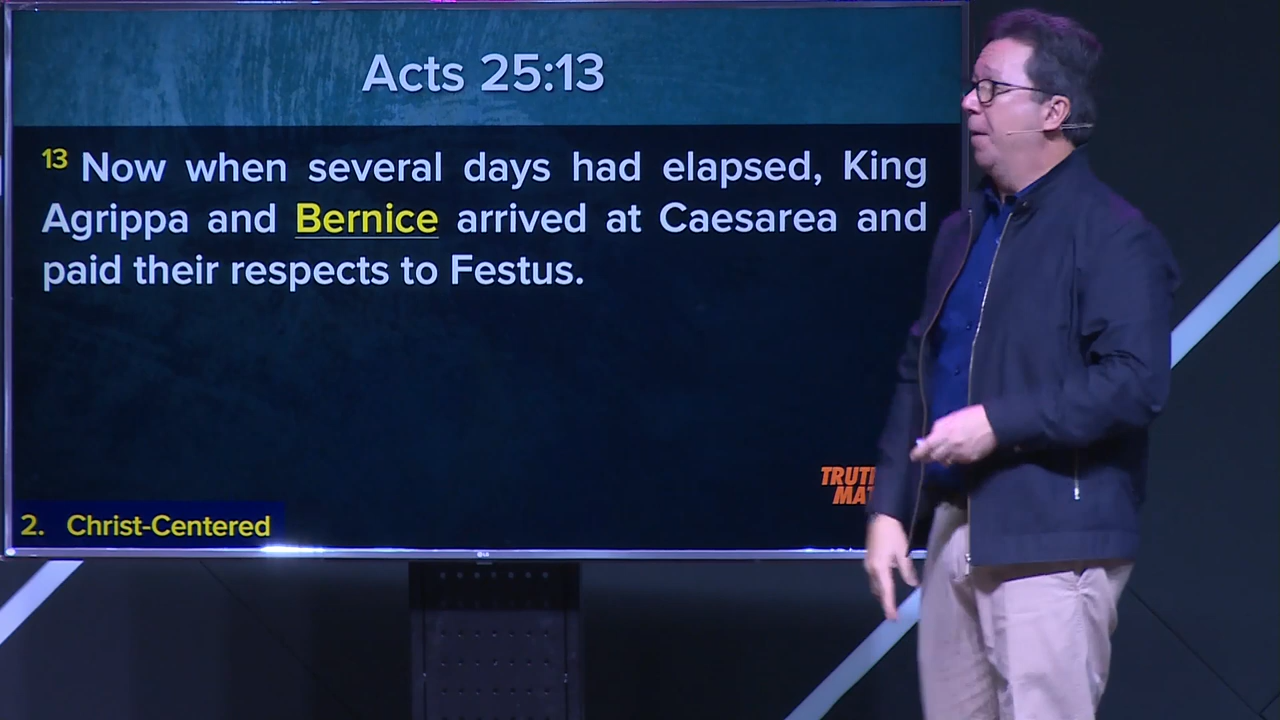 Acts 25:13
13 Now when several days had elapsed, King
Agrippa and Bernice arrived at Caesarea and
paid their respects to Festus.
2. Christ-Centered
LG